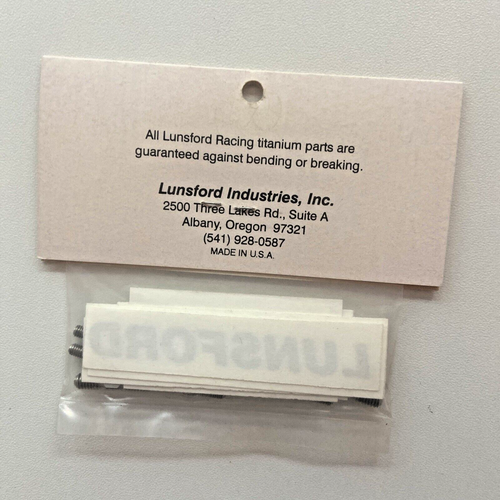 All Lunsford Racing titanium parts are
guaranteed against bending or breaking.
Lunsford Industries, Inc.
2500 Three Lakes Rd., Suite A
Albany, Oregon 97321
(541) 928-0587
MADE IN U.S.A.
LUNSFORD